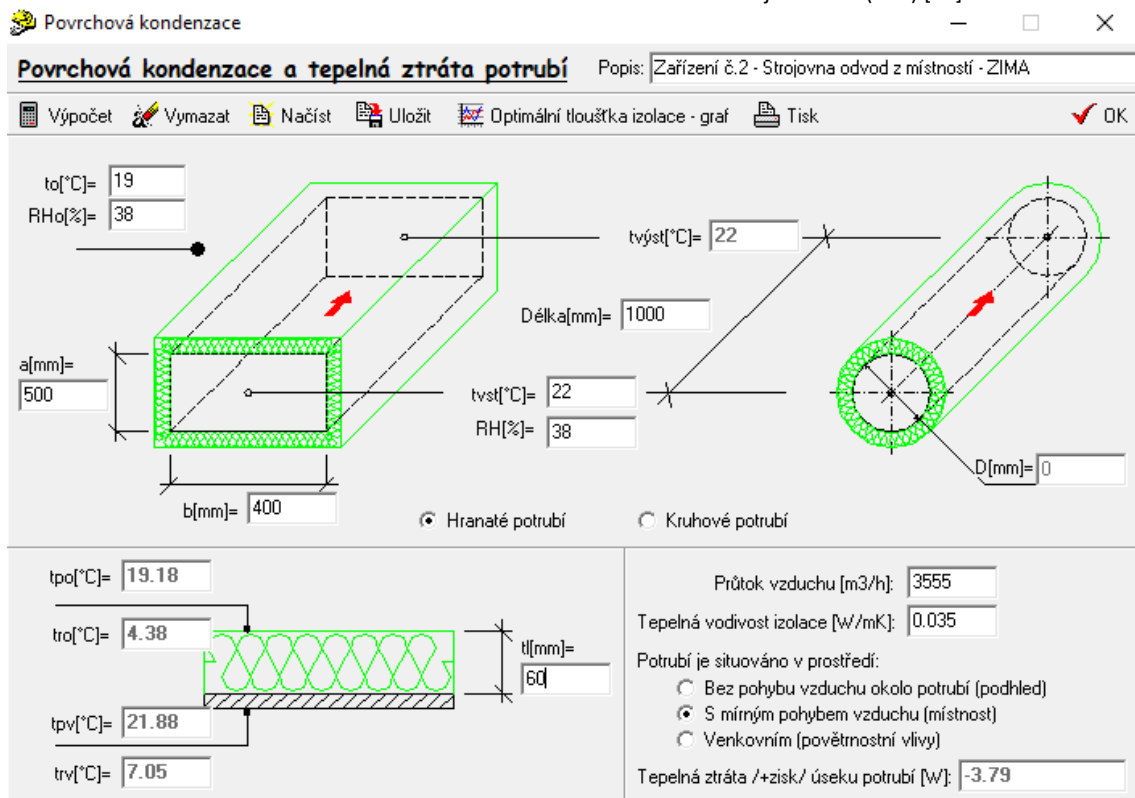 Povrchová kondenzace
Povrchová kondenzace a tepelná ztráta potrubí Popis: Zařízení č.2 - Strojovna odvod z místností - ZIMA
Výpočet Vymazat Načíst Uložit Optimální tloušťka izolace - graf Tisk OK
to[°C]= 19
RHo[%]= 38
tvýst[°C]= 22
Délka[mm]= 1000
a[mm]=
500
tvst[°C]= 22
RH[%]= 38
D[mm]= 0
b[mm]= 400
Hranaté potrubí Kruhové potrubí
tpo[°C]= 19.18
tro[°C]= 4.38
tl[mm]=
60
tpv[°C]= 21.88
trv[°C]= 7.05
Průtok vzduchu [m3/h]: 3555
Tepelná vodivost izolace [W/mK]: 0.035
Potrubí je situováno v prostředí:
Bez pohybu vzduchu okolo potrubí (podhled)
S mírným pohybem vzduchu (místnost)
Venkovním (povětrnostní vlivy)
Tepelná ztráta /+zisk/ úseku potrubí [W]: -3.79